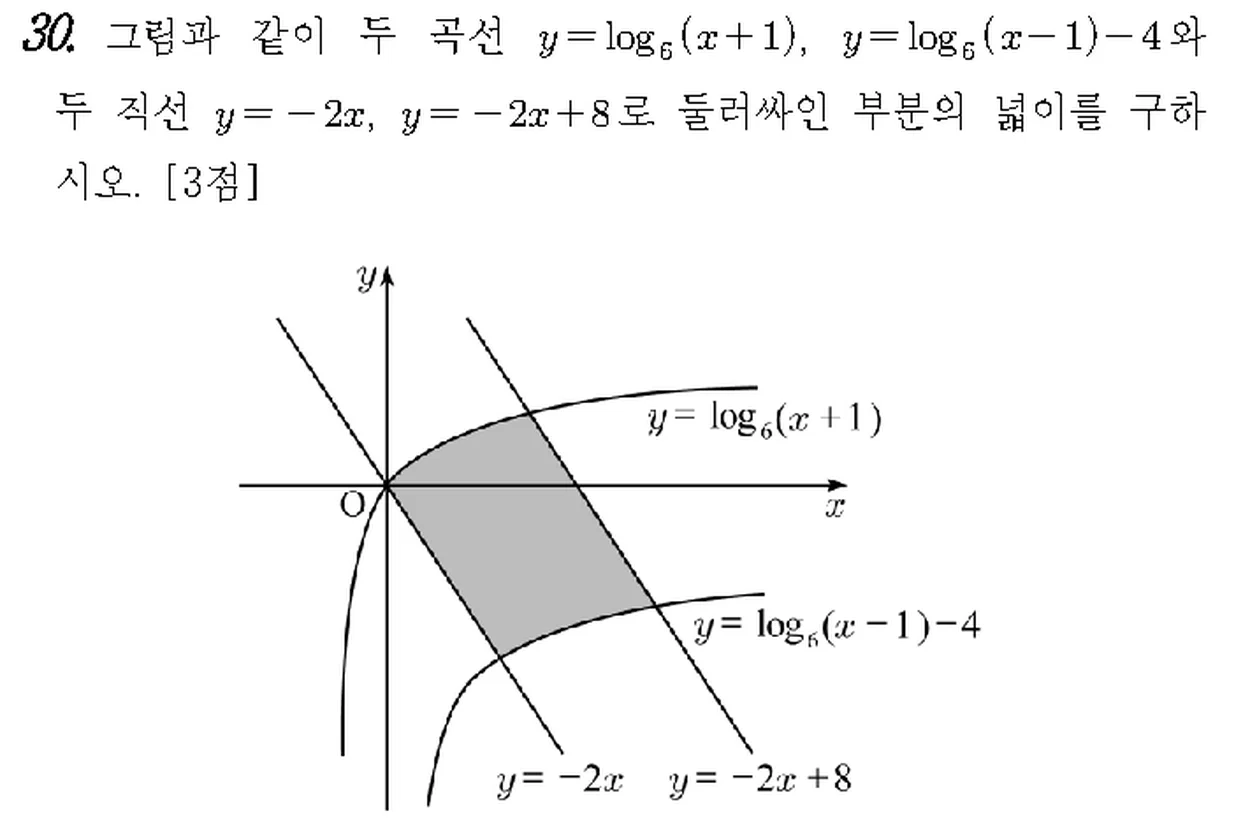 30. 그림과 같이 두 곡선 y=log₆(x+1), y=log₆(x-1)-4와
두 직선 y=-2x, y=-2x+8로 둘러싸인 부분의 넓이를 구하
시오. [3점]
y
y= log₆(x+1)
O
x
y= log₆(x-1)-4
y= -2x y= -2x+8